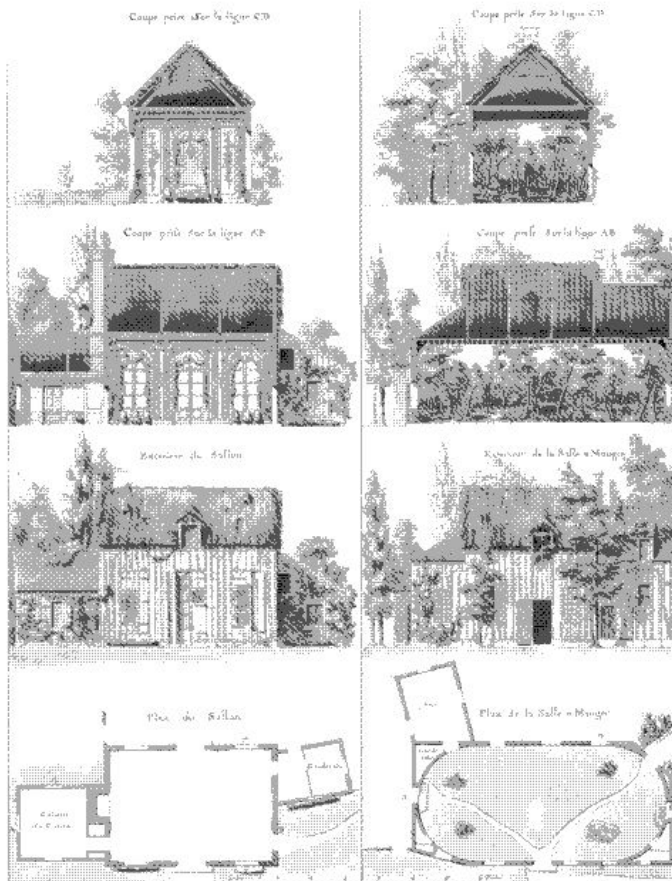 Coupe prise Sur la ligne CD
Coupe prise Sur la ligne CD
Coupe prise Sur la ligne AB
Coupe prise Sur la ligne AB
Exterieur du Sallon
Exterieur de la Salle a Manger
Plan du Sallon
Plan de la Salle a Manger